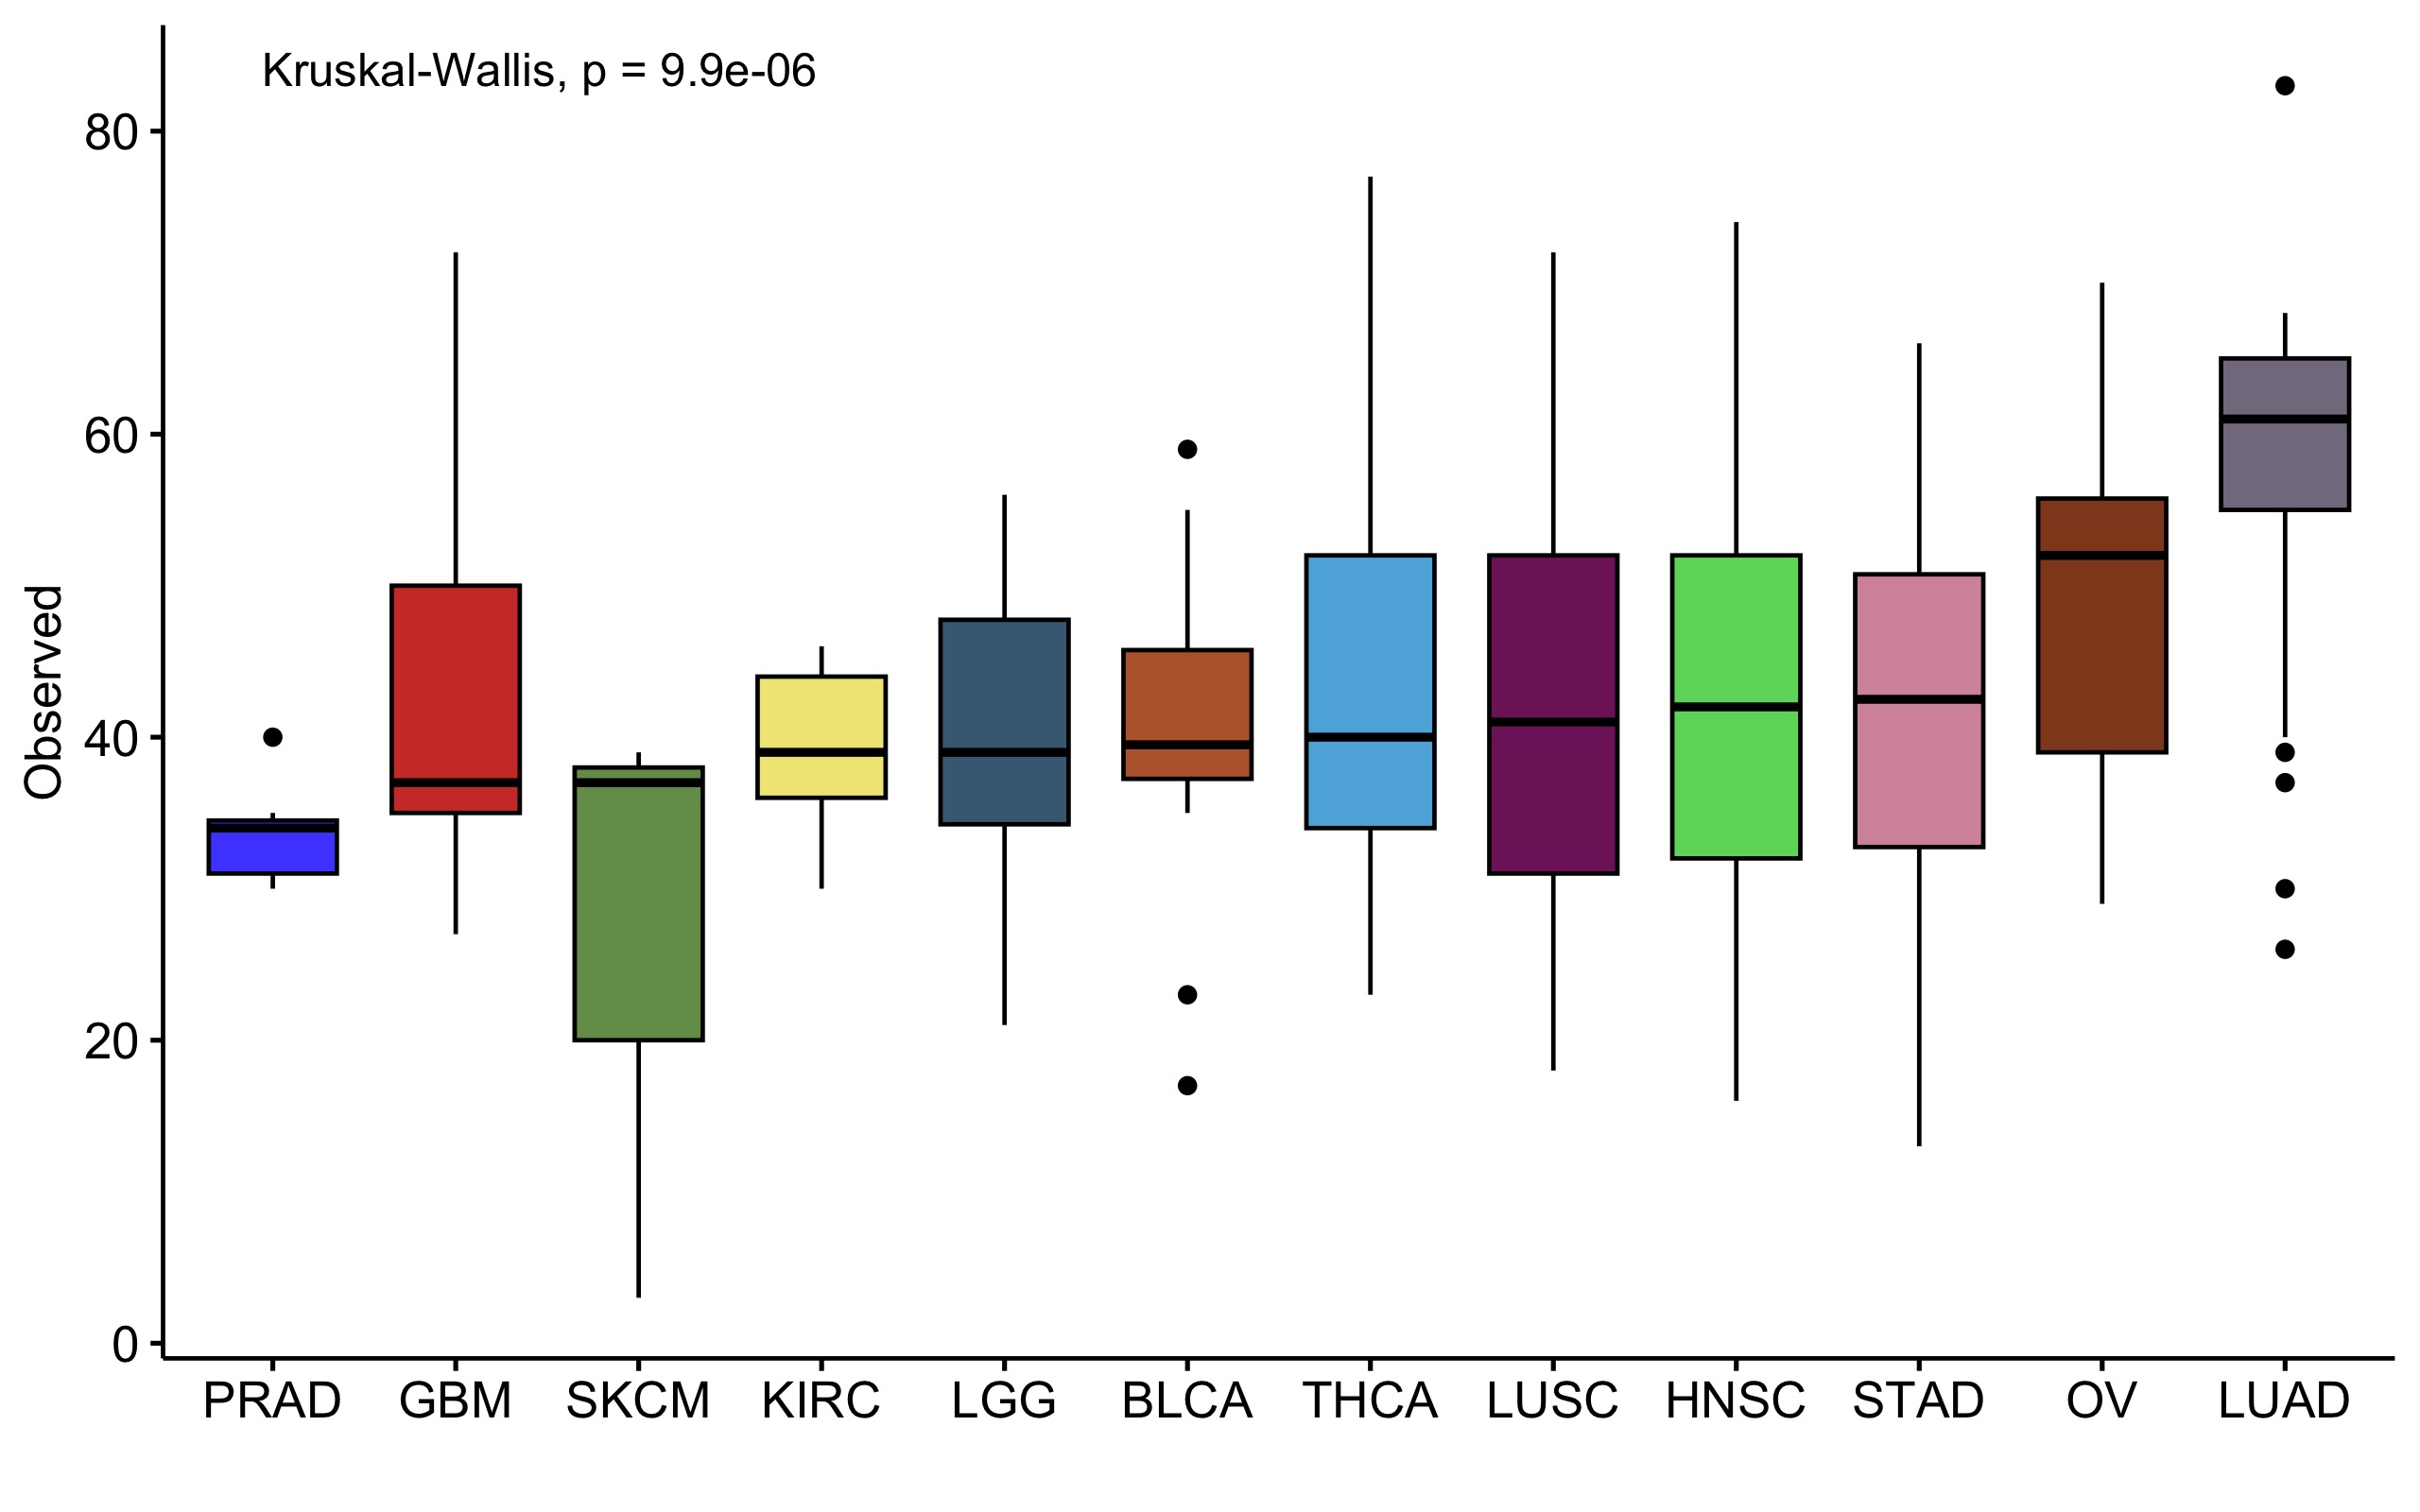 Kruskal-Wallis, p = 9.9e-06
80
60
40
20
0
Observed
PRAD GBM SKCM KIRC LGG BLCA THCA LUSC HNSC STAD OV LUAD